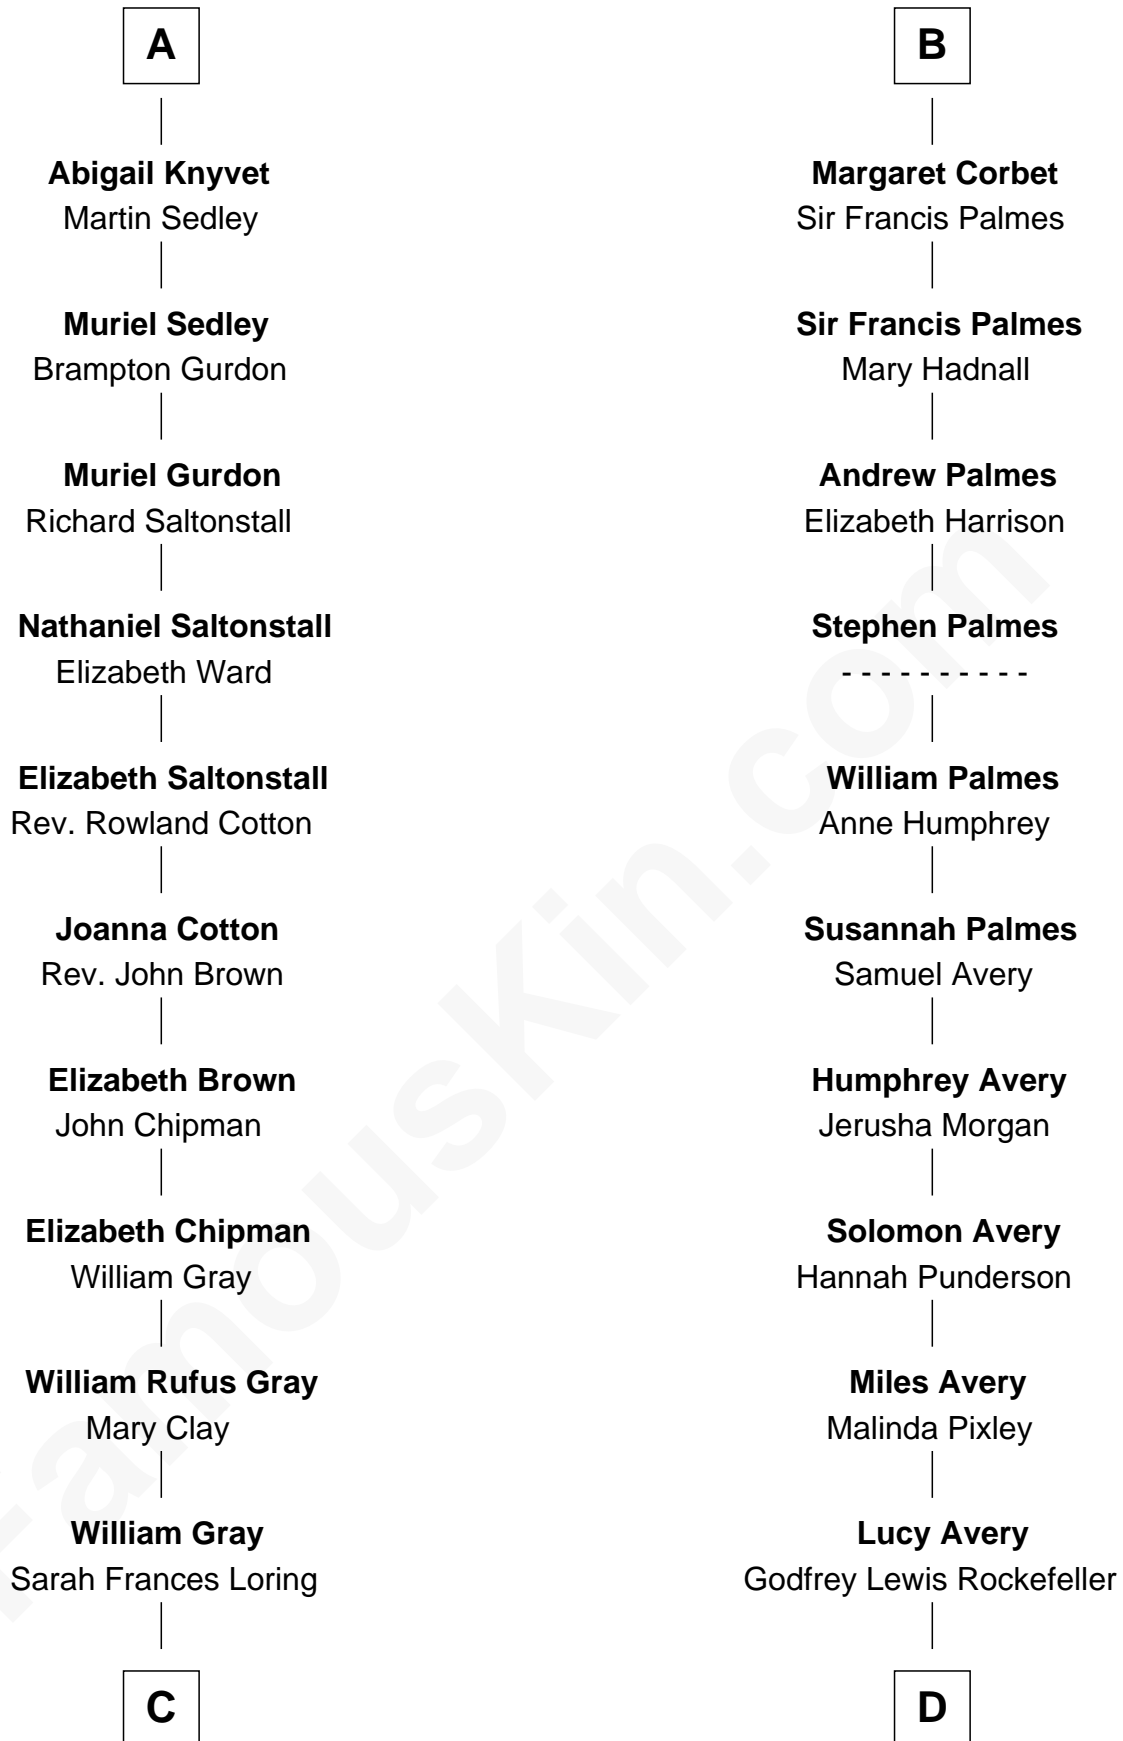 A
Abigail Knyvet
Martin Sedley
Muriel Sedley
Brampton Gurdon
Muriel Gurdon
Richard Saltonstall
Nathaniel Saltonstall
Elizabeth Ward
Elizabeth Saltonstall
Rev. Rowland Cotton
Joanna Cotton
Rev. John Brown
Elizabeth Brown
John Chipman
Elizabeth Chipman
William Gray
William Rufus Gray
Mary Clay
William Gray
Sarah Frances Loring
C
B
Margaret Corbet
Sir Francis Palmes
Sir Francis Palmes
Mary Hadnall
Andrew Palmes
Elizabeth Harrison
Stephen Palmes
- - - - - - - - - -
William Palmes
Anne Humphrey
Susannah Palmes
Samuel Avery
Humphrey Avery
Jerusha Morgan
Solomon Avery
Hannah Punderson
Miles Avery
Malinda Pixley
Lucy Avery
Godfrey Lewis Rockefeller
D
FamousKin.com